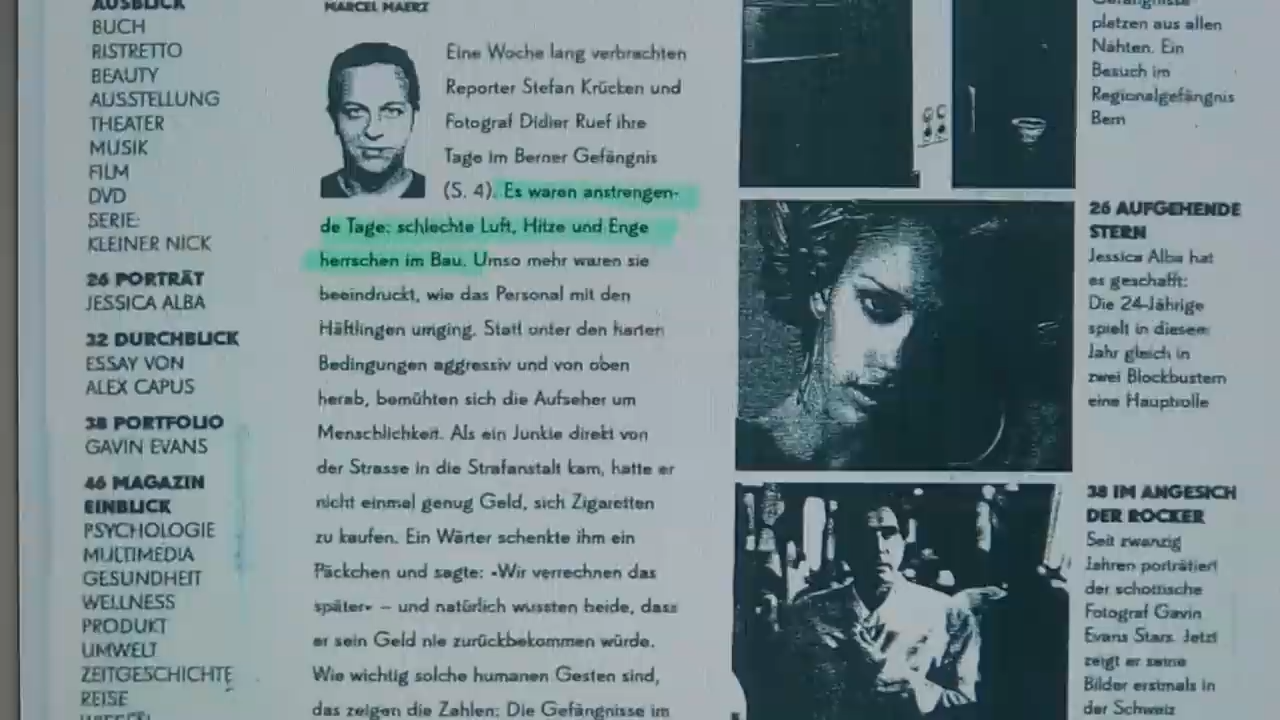 AUSBLICK
BUCH
RISTRETTO
BEAUTY
AUSSTELLUNG
THEATER
MUSIK
FILM
DVD
SERIE:
KLEINER NICK
26 PORTRÄT
JESSICA ALBA
32 DURCHBLICK
ESSAY VON
ALEX CAPUS
38 PORTFOLIO
GAVIN EVANS
46 MAGAZIN
EINBLICK
PSYCHOLOGIE
MULTIMEDIA
GESUNDHEIT
WELLNESS
PRODUKT
UMWELT
ZEITGESCHICHTE
REISE
MARCEL MAERZ
Eine Woche lang verbrachten
Reporter Stefan Krücken und
Fotograf Didier Ruef ihre
Tage im Berner Gefängnis
(S. 4). Es waren anstrengen-
de Tage: schlechte Luft, Hitze und Enge
herrschen im Bau. Umso mehr waren sie
beeindruckt, wie das Personal mit den
Häftlingen umging. Statt unter den harten
Bedingungen aggressiv und von oben
herab, bemühten sich die Aufseher um
Menschlichkeit. Als ein Junkie direkt von
der Strasse in die Strafanstalt kam, hatte er
nicht einmal genug Geld, sich Zigaretten
zu kaufen. Ein Wärter schenkte ihm ein
Päckchen und sagte: «Wir verrechnen das
später» – und natürlich wussten beide, dass
er sein Geld nie zurückbekommen würde.
Wie wichtig solche humanen Gesten sind,
das zeigen die Zahlen: Die Gefängnisse im
Gefängnisse
pletzen aus allen
Nähten. Ein
Besuch im
Regionalgefängnis
Bern
26 AUFGEHENDE
STERN
Jessica Alba hat
es geschafft:
Die 24-Jährige
spielt in diesem
Jahr gleich in
zwei Blockbustern
eine Hauptrolle
38 IM ANGESICH
DER ROCKER
Seit zwanzig
Jahren porträtiert
der schottische
Fotograf Gavin
Evans Stars. Jetzt
zeigt er seine
Bilder erstmals in
der Schweiz